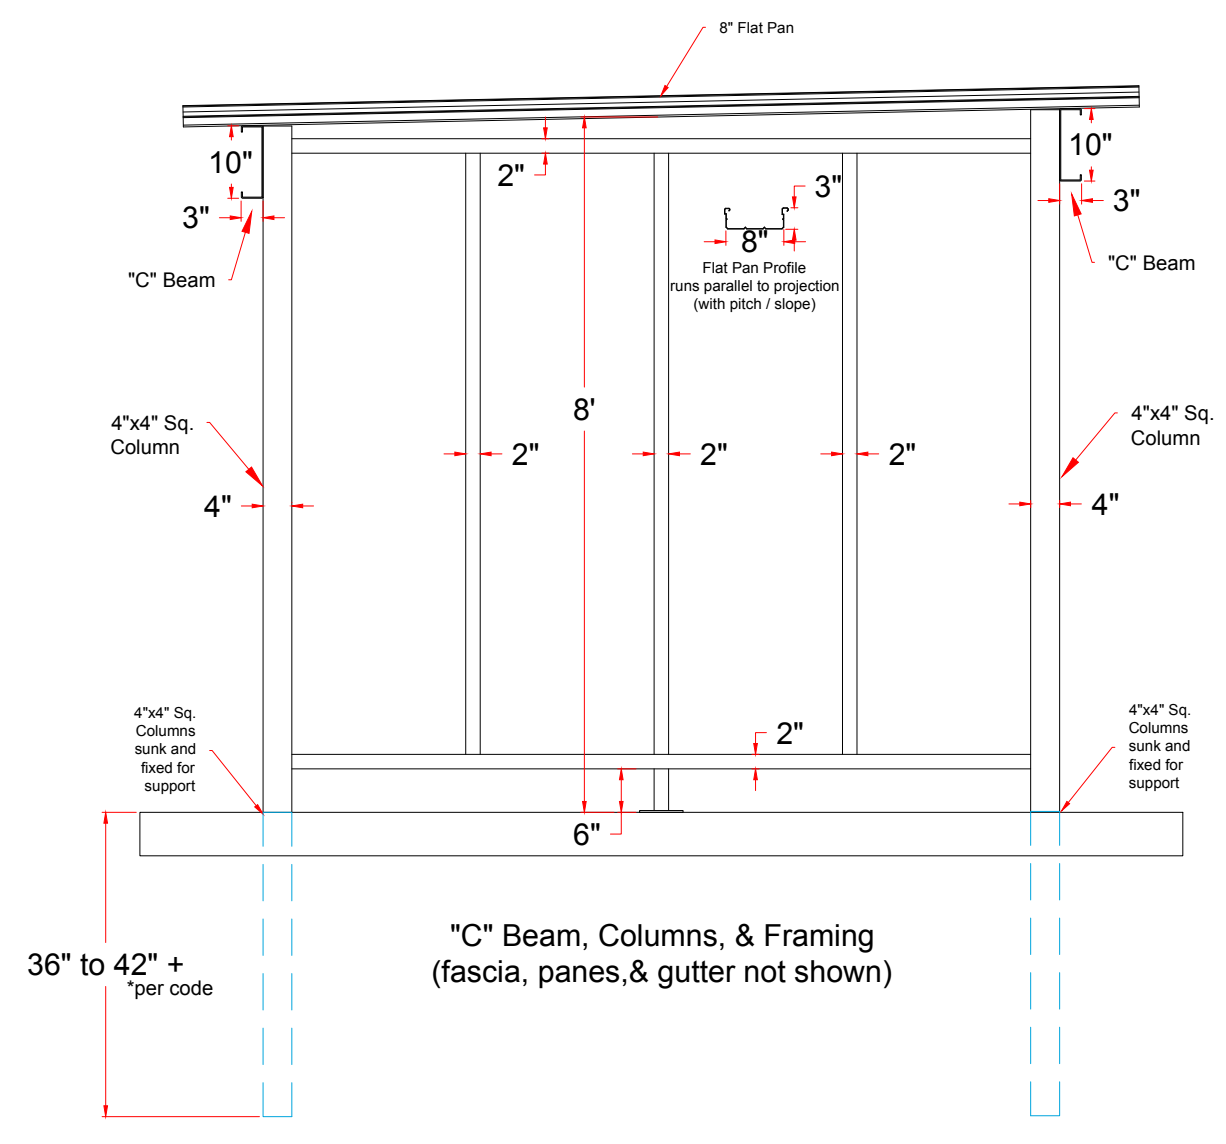 8" Flat Pan
10"
10"
2"
3"
3"
3"
8"
"C" Beam
"C" Beam
Flat Pan Profile
runs parallel to projection
(with pitch / slope)
8'
4"x4" Sq.
Column
4"x4" Sq.
Column
2"
2"
2"
4"
4"
4"x4" Sq.
Columns
sunk and
fixed for
support
4"x4" Sq.
Columns
sunk and
fixed for
support
2"
6"
"C" Beam, Columns, & Framing
(fascia, panes,& gutter not shown)
36" to 42" +
*per code